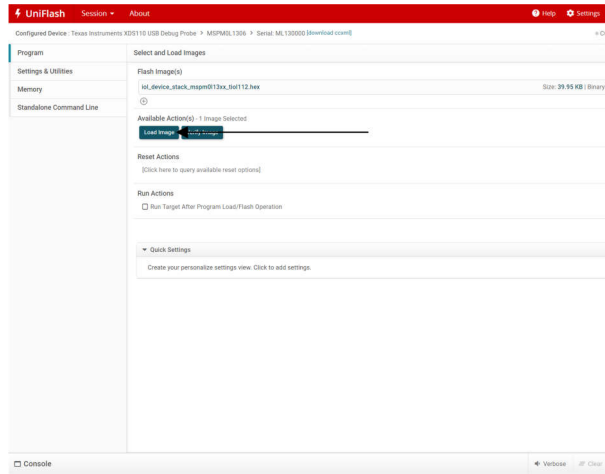 UniFlash Session About Help Settings
Configured Device : Texas Instruments XDS110 USB Debug Probe > MSPM0L1306 > Serial: ML130000 [download ccxml]
Program
Settings & Utilities
Memory
Standalone Command Line
Select and Load Images
Flash Image(s)
iol_device_stack_mspm0l13xx_tiol112.hex Size: 39.95 KB | Binary
Available Action(s) - 1 Image Selected
Load Image Verify Image
Reset Actions
[Click here to query available reset options]
Run Actions
Run Target After Program Load/Flash Operation
Quick Settings
Create your personalize settings view. Click to add settings.
Console Verbose Clear